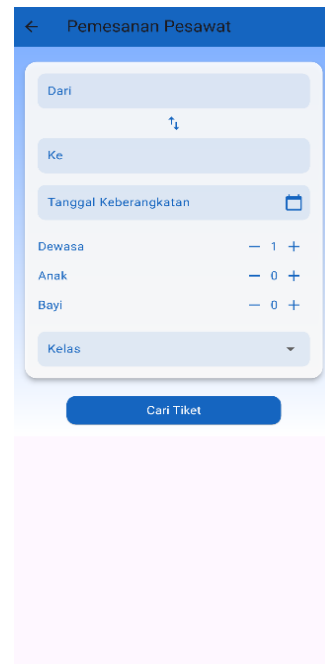 Pemesanan Pesawat
Dari
Ke
Tanggal Keberangkatan
Dewasa — 1 +
Anak — 0 +
Bayi — 0 +
Kelas
Cari Tiket